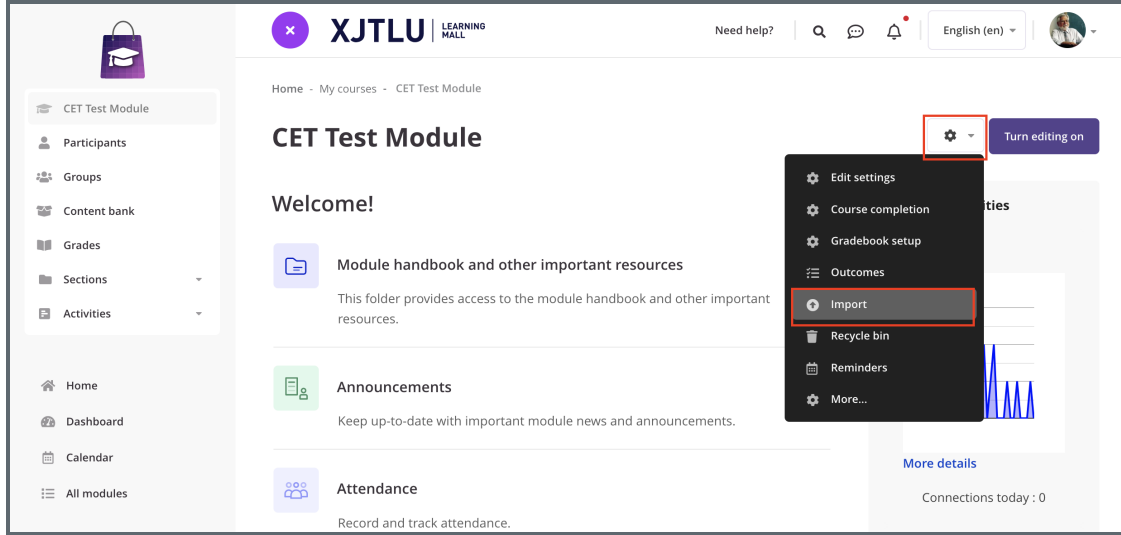 XJTLU LEARNING MALL
Need help?
English (en)
CET Test Module
Participants
Groups
Content bank
Grades
Sections
Activities
Home
Dashboard
Calendar
All modules
Home - My courses - CET Test Module
CET Test Module
Turn editing on
Edit settings
Course completion
Gradebook setup
Outcomes
Import
Recycle bin
Reminders
More...
Welcome!
Module handbook and other important resources
This folder provides access to the module handbook and other important
resources.
Announcements
Keep up-to-date with important module news and announcements.
Attendance
Record and track attendance.
ities
More details
Connections today : 0